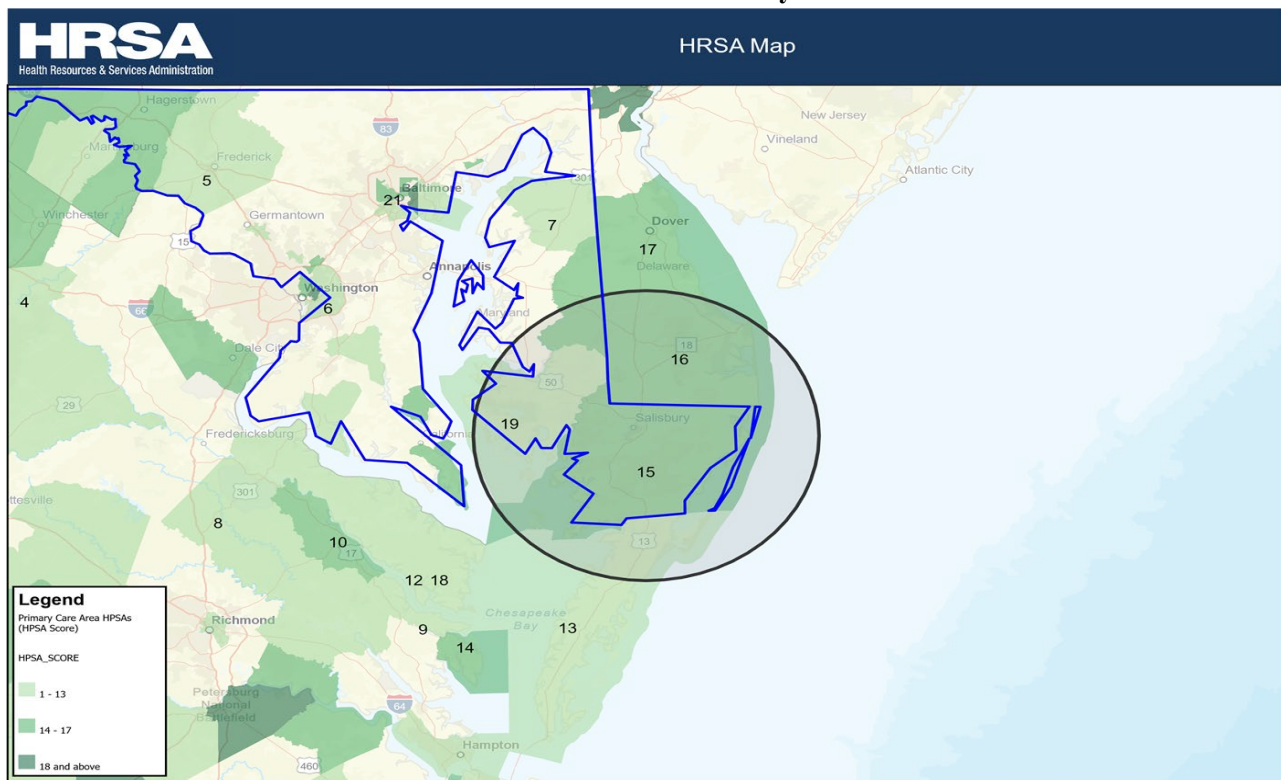 y
HRSA
Health Resources & Services Administration
HRSA Map
Hagerstown
83
New Jersey
Vineland
Frederick
5
301
Atlantic City
Baltimore
21
Winchester
Germantown
15
7
Dover
17
Delaware
Annapolis
Washington
4
66
6
Maryland
18
16
Dale City
50
29
19
Salisbury
Fredericksburg
15
301
ttesville
8
10
17
13
12 18
Legend
Primary Care Area HPSAs
(HPSA Score)
HPSA_SCORE
1 - 13
14 - 17
18 and above
Richmond
Chesapeake
Bay
9
13
14
Petersburg
National
Battlefield
64
Hampton
460